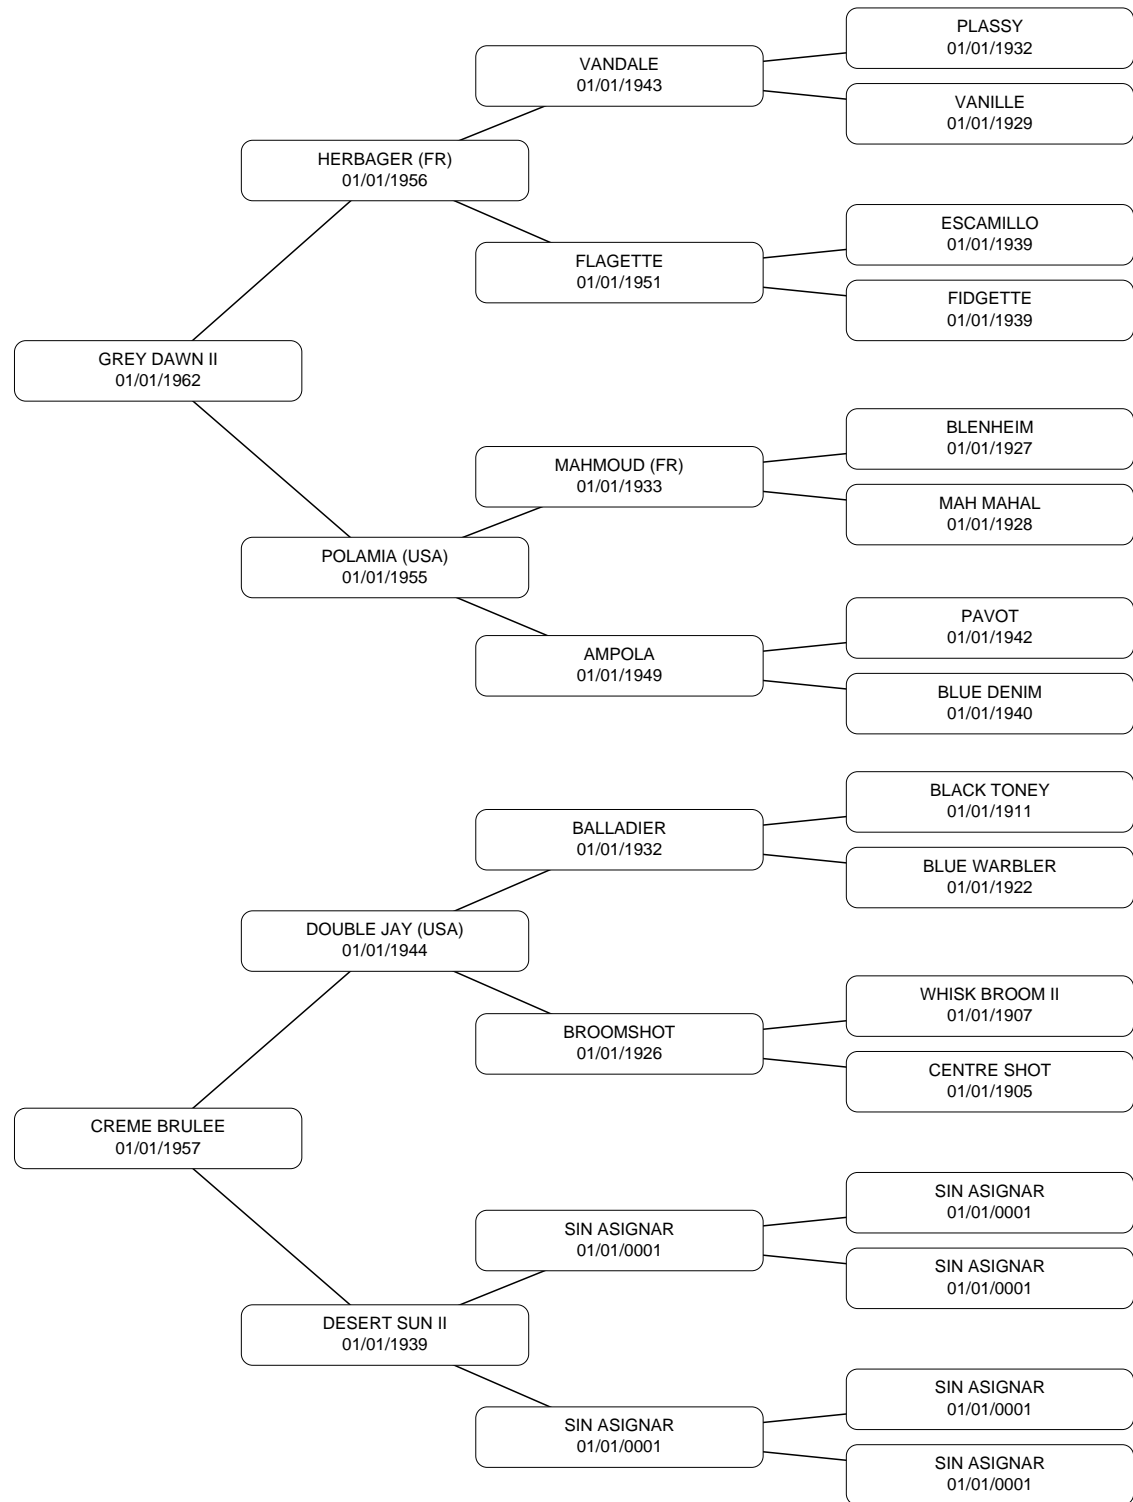 PLASSY
01/01/1932
VANDALE
01/01/1943
VANILLE
01/01/1929
HERBAGER (FR)
01/01/1956
ESCAMILLO
01/01/1939
FLAGETTE
01/01/1951
FIDGETTE
01/01/1939
GREY DAWN II
01/01/1962
BLENHEIM
01/01/1927
MAHMOUD (FR)
01/01/1933
MAH MAHAL
01/01/1928
POLAMIA (USA)
01/01/1955
PAVOT
01/01/1942
AMPOLA
01/01/1949
BLUE DENIM
01/01/1940
BLACK TONEY
01/01/1911
BALLADIER
01/01/1932
BLUE WARBLER
01/01/1922
DOUBLE JAY (USA)
01/01/1944
WHISK BROOM II
01/01/1907
BROOMSHOT
01/01/1926
CENTRE SHOT
01/01/1905
CREME BRULEE
01/01/1957
SIN ASIGNAR
01/01/0001
SIN ASIGNAR
01/01/0001
SIN ASIGNAR
01/01/0001
DESERT SUN II
01/01/1939
SIN ASIGNAR
01/01/0001
SIN ASIGNAR
01/01/0001
SIN ASIGNAR
01/01/0001